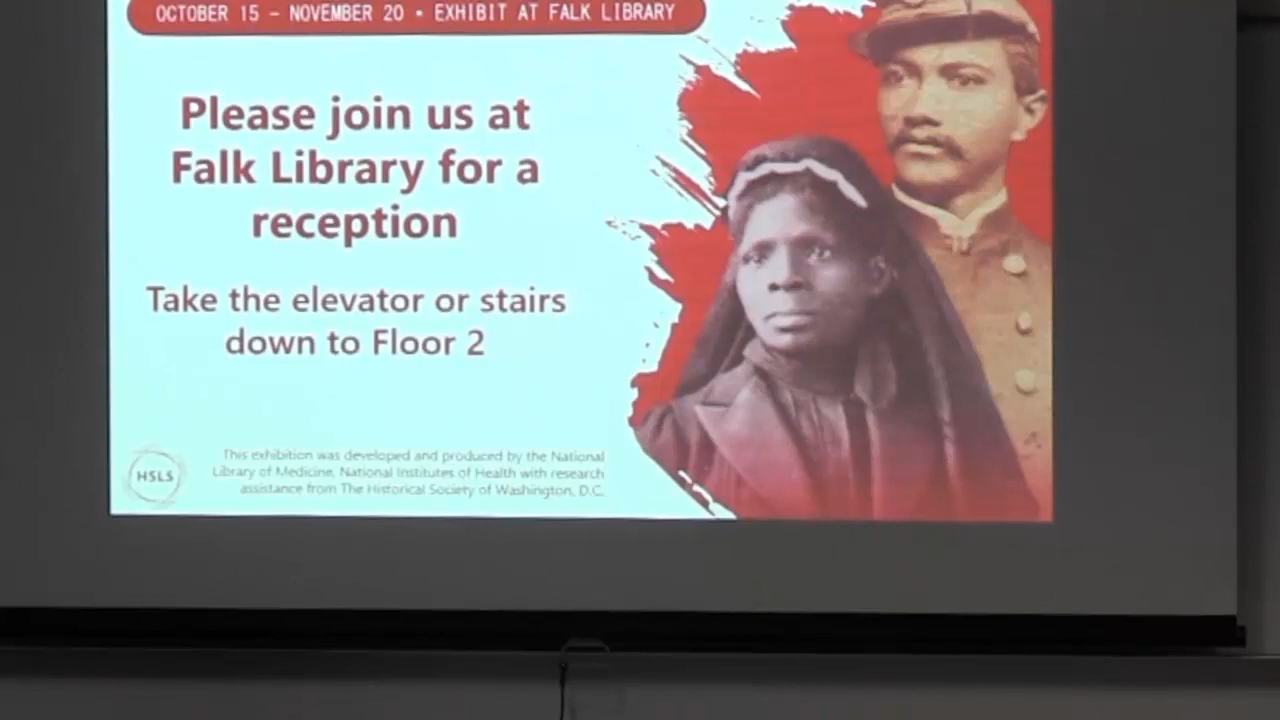 OCTOBER 15 – NOVEMBER 20 • EXHIBIT AT FALK LIBRARY
Please join us at
Falk Library for a
reception
Take the elevator or stairs
down to Floor 2
This exhibition was developed and produced by the National
Library of Medicine, National Institutes of Health with research
assistance from The Historical Society of Washington, D.C.
HSLS